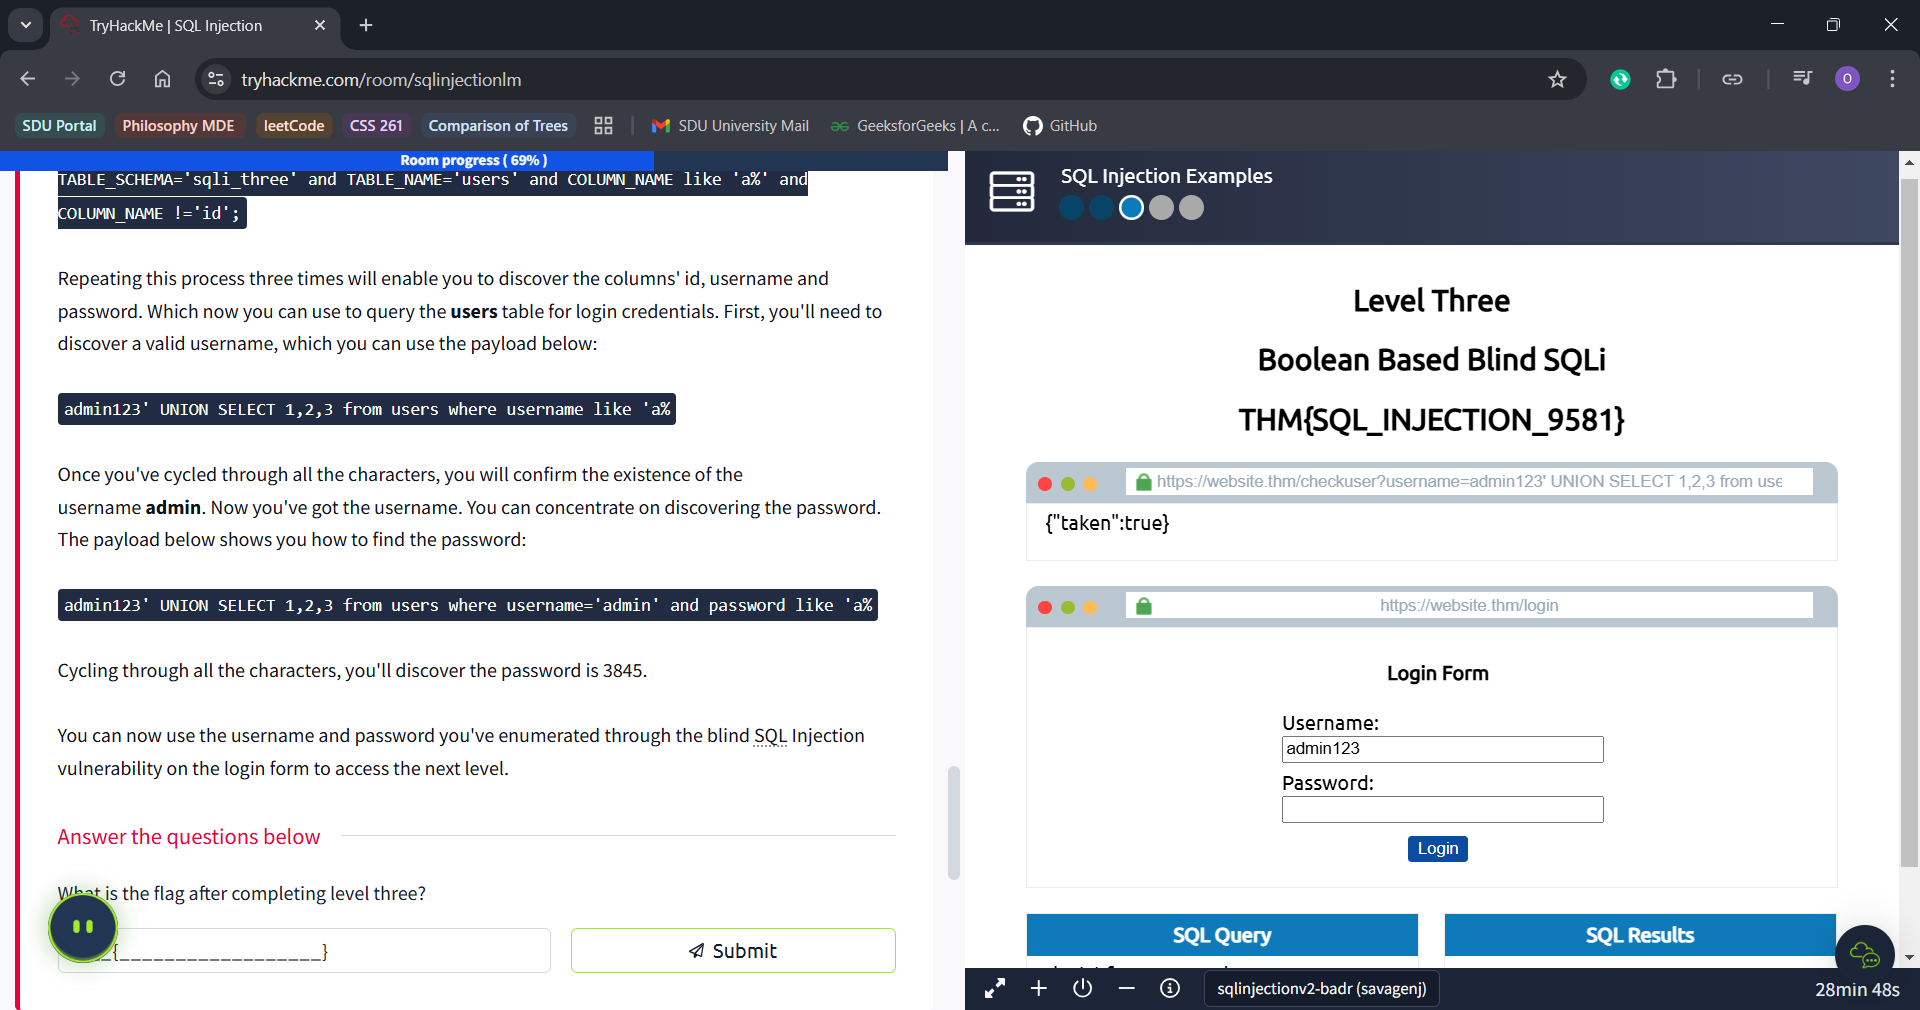 TryHackMe | SQL Injection
tryhackme.com/room/sqlinjectionlm
O
SDU Portal
Philosophy MDE
leetCode
CSS 261
Comparison of Trees
SDU University Mail
GeeksforGeeks | A c...
GitHub
Room progress ( 69% )
TABLE_SCHEMA='sqli_three' and TABLE_NAME='users' and COLUMN_NAME like 'a%' and
COLUMN_NAME !='id';
Repeating this process three times will enable you to discover the columns' id, username and
password. Which now you can use to query the users table for login credentials. First, you'll need to
discover a valid username, which you can use the payload below:
admin123' UNION SELECT 1,2,3 from users where username like 'a%
Once you've cycled through all the characters, you will confirm the existence of the
username admin. Now you've got the username. You can concentrate on discovering the password.
The payload below shows you how to find the password:
admin123' UNION SELECT 1,2,3 from users where username='admin' and password like 'a%
Cycling through all the characters, you'll discover the password is 3845.
You can now use the username and password you've enumerated through the blind SQL Injection
vulnerability on the login form to access the next level.
Answer the questions below
What is the flag after completing level three?
_{__________________}
Submit
SQL Injection Examples
Level Three
Boolean Based Blind SQLi
THM{SQL_INJECTION_9581}
https://website.thm/checkuser?username=admin123' UNION SELECT 1,2,3 from use
{"taken":true}
https://website.thm/login
Login Form
Username:
admin123
Password:
Login
SQL Query
SQL Results
sqlinjectionv2-badr (savagenj)
28min 48s